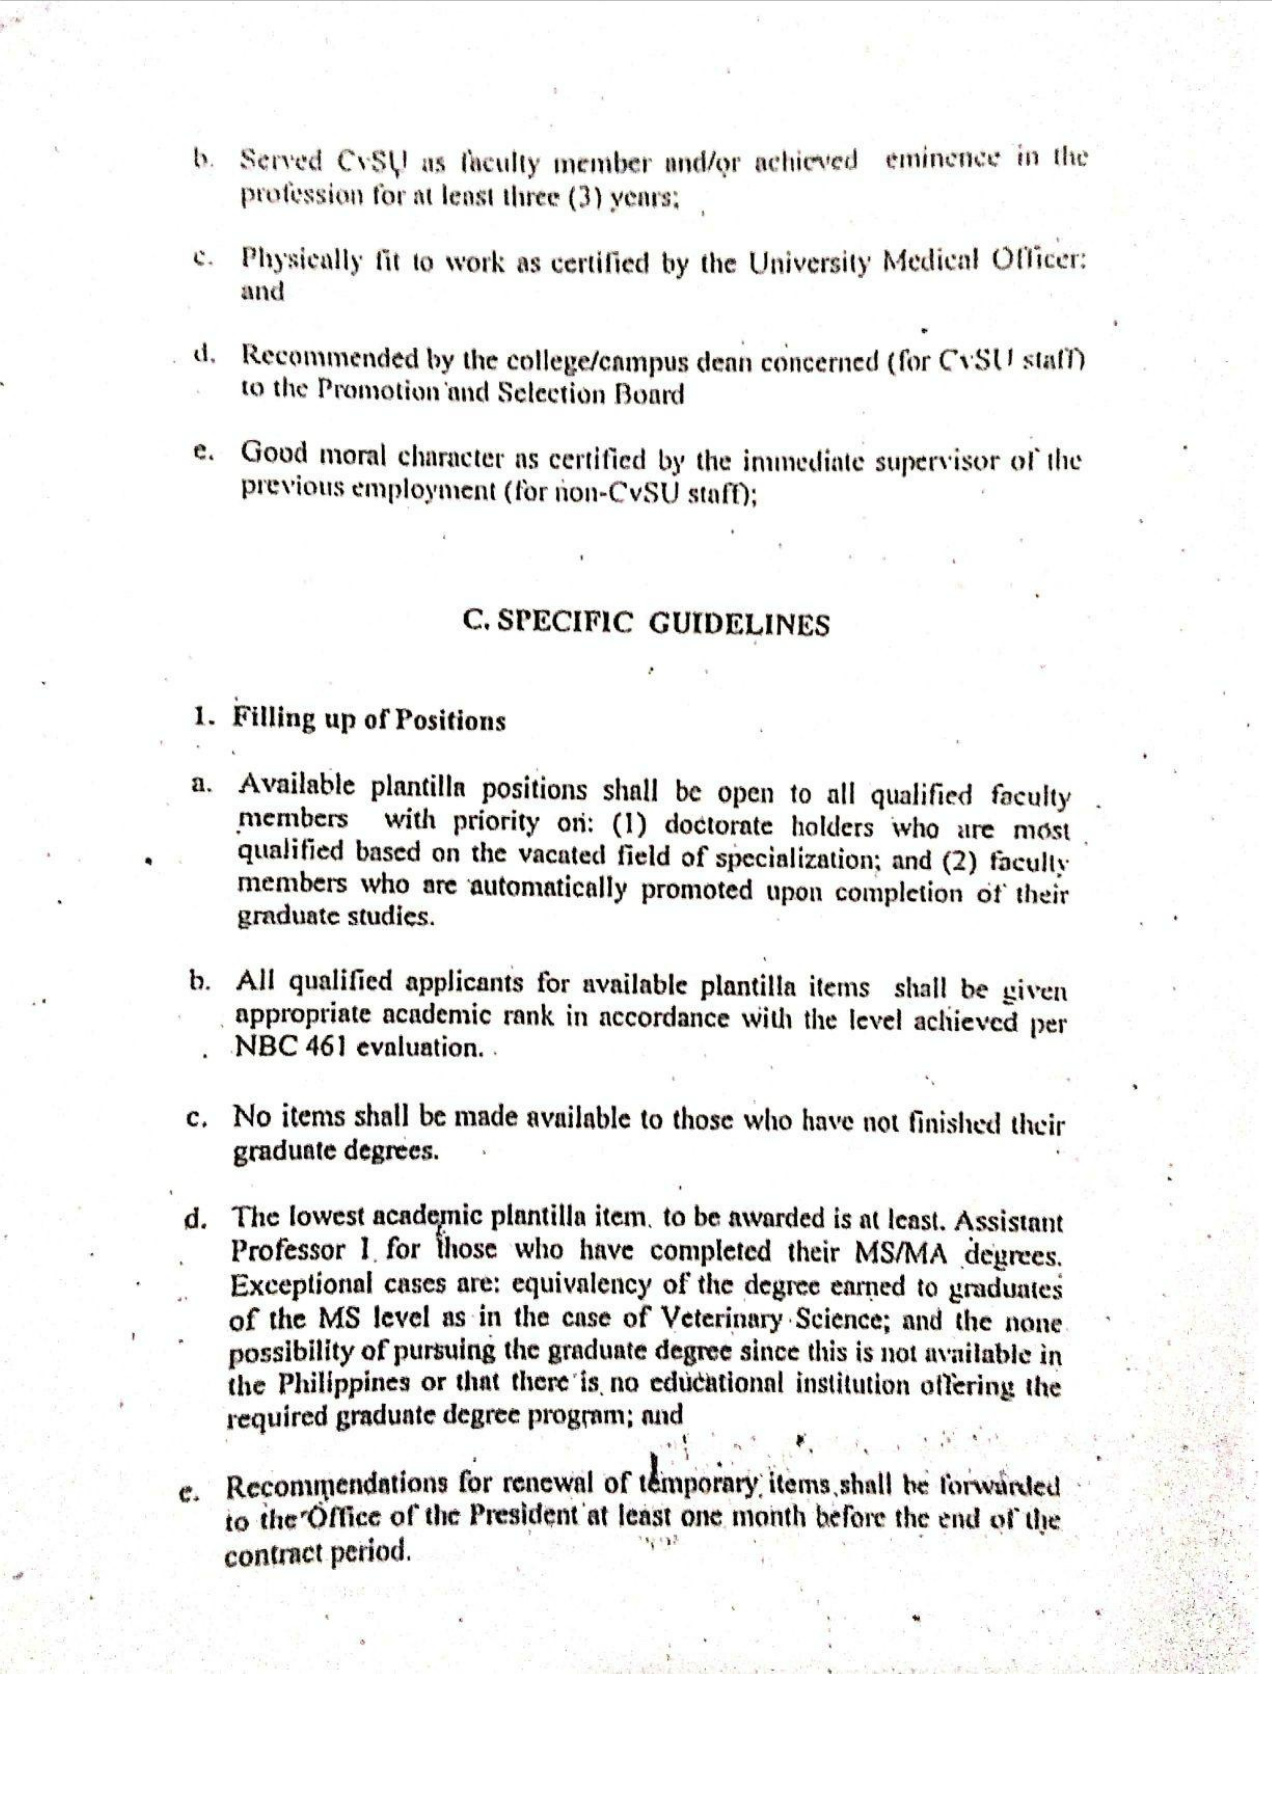 b. Served CvSU as faculty member and/or achieved eminence in the
profession for at least three (3) years;
c. Physically fit to work as certified by the University Medical Officer:
and
d. Recommended by the college/campus dean concerned (for CvSU staff)
to the Promotion and Selection Board
e. Good moral character as certified by the immediate supervisor of the
previous employment (for non-CvSU staff);
C. SPECIFIC GUIDELINES
1. Filling up of Positions
a. Available plantilla positions shall be open to all qualified faculty
members with priority on: (1) doctorate holders who are most
qualified based on the vacated field of specialization; and (2) faculty
members who are automatically promoted upon completion of their
graduate studies.
b. All qualified applicants for available plantilla items shall be given
appropriate academic rank in accordance with the level achieved per
NBC 461 evaluation.
c. No items shall be made available to those who have not finished their
graduate degrees.
d. The lowest academic plantilla item. to be awarded is at least. Assistant
Professor I for those who have completed their MS/MA degrees.
Exceptional cases are: equivalency of the degree earned to graduates
of the MS level as in the case of Veterinary Science; and the none
possibility of pursuing the graduate degree since this is not available in
the Philippines or that there is no educational institution offering the
required graduate degree program; and
e. Recommendations for renewal of temporary items shall be forwarded
to the Office of the President at least one month before the end of the
contract period.